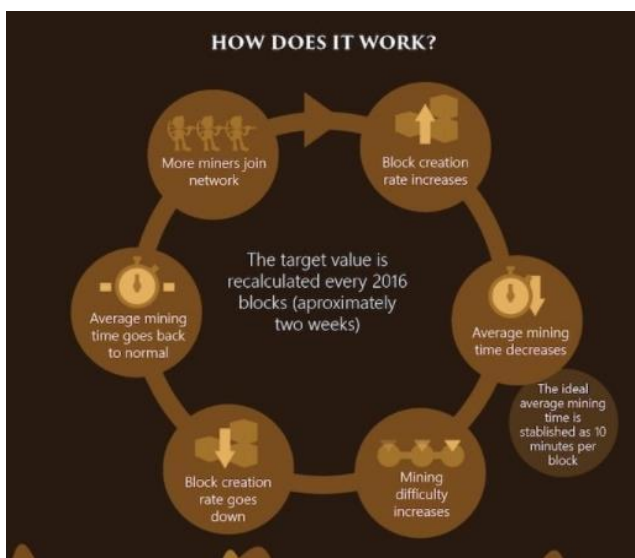 HOW DOES IT WORK?
More miners join
network
Block creation
rate increases
The target value is
recalculated every 2016
blocks (aproximately
two weeks)
Average mining
time goes back
to normal
Average mining
time decreases
The ideal
average mining
time is
stablished as 10
minutes per
block
Block creation
rate goes
down
Mining
difficulty
increases